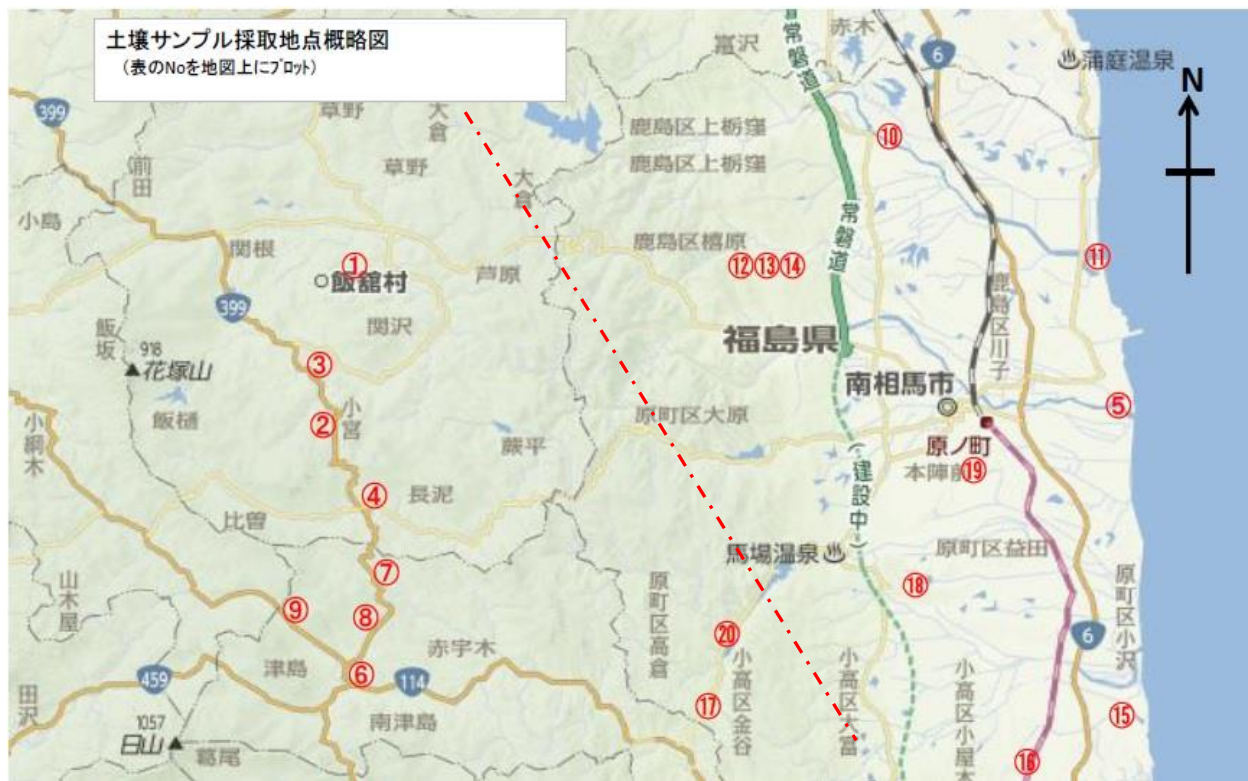 土壌サンプル採取地点概略図
(表のNoを地図上にプロット)
常磐道
赤木
富沢
6
蒲庭温泉
N
399
草野
大倉
鹿島区上栃窪
⑩
前田
草野
鹿島区上栃窪
大倉
小島
関根
鹿島区橲原
常磐道
①
芦原
⑫⑬⑭
⑪
飯舘村
399
鹿島区川子
飯坂
関沢
福島県
918
花塚山
③
南相馬市
⑤
飯樋
小宮
原町区大原
小綱木
②
蕨平
原ノ町
本陣前
⑲
④
長泥
(建設中)
比曽
馬場温泉
原町区益田
山木屋
⑦
原町区高倉
⑱
原町区小沢
⑨
⑧
⑳
6
赤宇木
津島
小高区金谷
小高区大富
小高区小屋木
459
⑥
114
田沢
⑰
⑮
南津島
1057
日山
葛尾
⑯